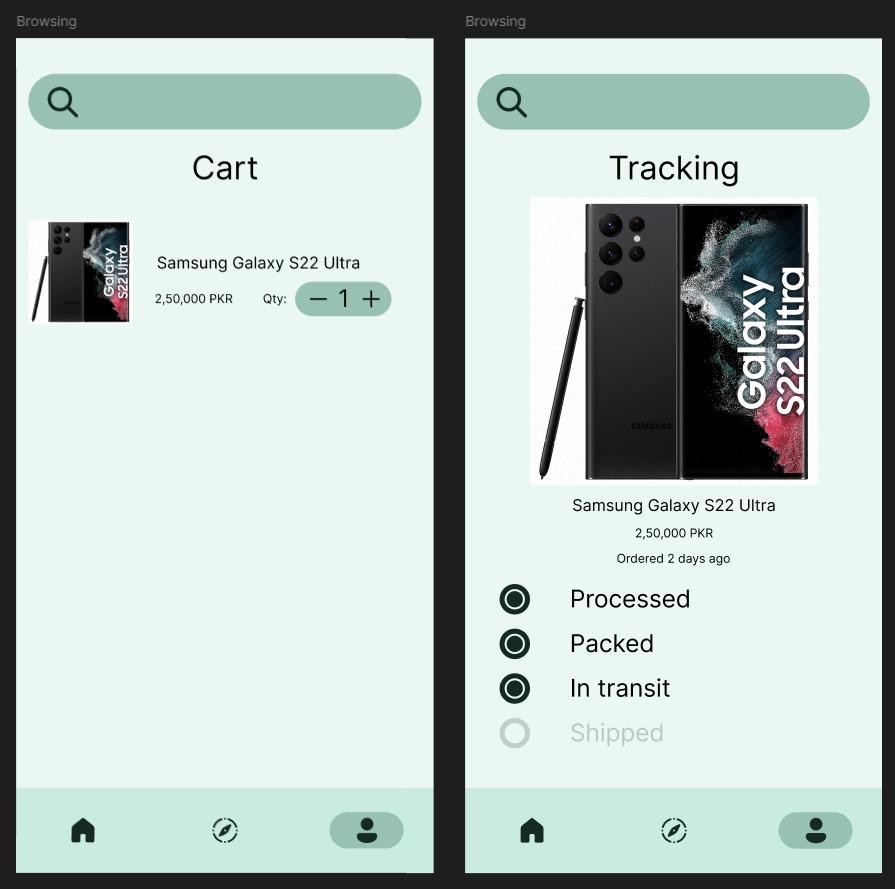 Browsing
Cart
Galaxy
S22 Ultra
Samsung Galaxy S22 Ultra
2,50,000 PKR Qty: 1
Browsing
Tracking
Galaxy
S22 Ultra
SAMSUNG
Samsung Galaxy S22 Ultra
2,50,000 PKR
Ordered 2 days ago
Processed
Packed
In transit
Shipped